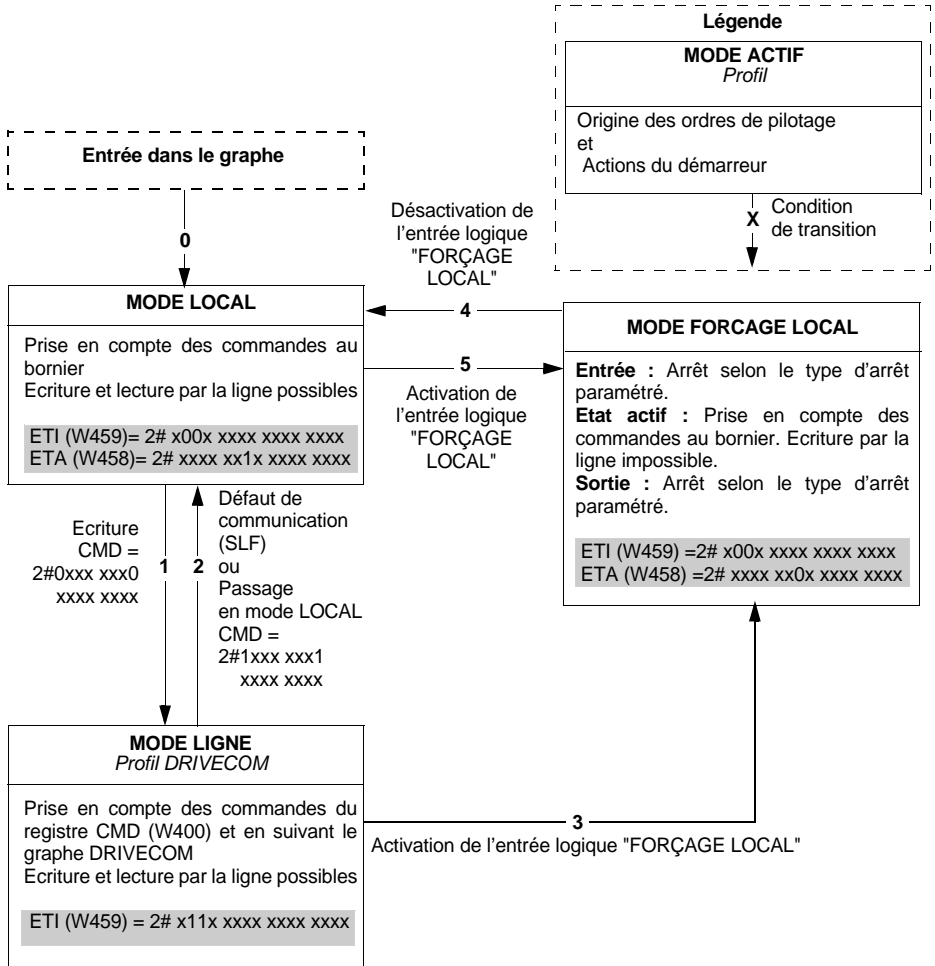 Légende
MODE ACTIF
Profil
Origine des ordres de pilotage
et
Actions du démarreur
X
Condition
de transition
Entrée dans le graphe
0
Désactivation de
l'entrée logique
"FORÇAGE
LOCAL"
4
MODE LOCAL
Prise en compte des commandes au
bornier
Ecriture et lecture par la ligne possibles
ETI (W459)= 2# x00x xxxx xxxx xxxx
ETA (W458)= 2# xxxx xx1x xxxx xxxx
5
Activation de
l'entrée logique
"FORÇAGE
LOCAL"
MODE FORCAGE LOCAL
Entrée : Arrêt selon le type d'arrêt
paramétré.
Etat actif : Prise en compte des
commandes au bornier. Ecriture par la
ligne impossible.
Sortie : Arrêt selon le type d'arrêt
paramétré.
ETI (W459) =2# x00x xxxx xxxx xxxx
ETA (W458) =2# xxxx xx0x xxxx xxxx
Ecriture
CMD =
2#0xxx xxx0
xxxx xxxx
1
2
Défaut de
communication
(SLF)
ou
Passage
en mode LOCAL
CMD =
2#1xxx xxx1
xxxx xxxx
MODE LIGNE
Profil DRIVECOM
Prise en compte des commandes du
registre CMD (W400) et en suivant le
graphe DRIVECOM
Ecriture et lecture par la ligne possibles
ETI (W459) = 2# x11x xxxx xxxx xxxx
3
Activation de l'entrée logique "FORÇAGE LOCAL"